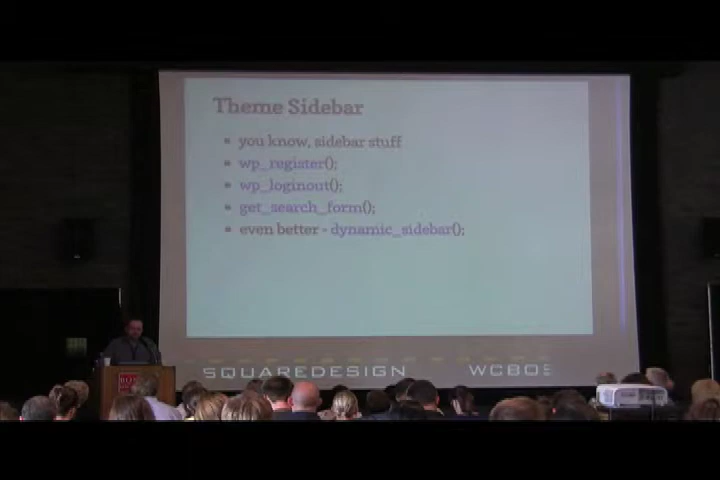 Theme Sidebar
you know, sidebar stuff
wp_register();
wp_loginout();
get_search_form();
even better - dynamic_sidebar();
SQUAREDESIGN WCBOS